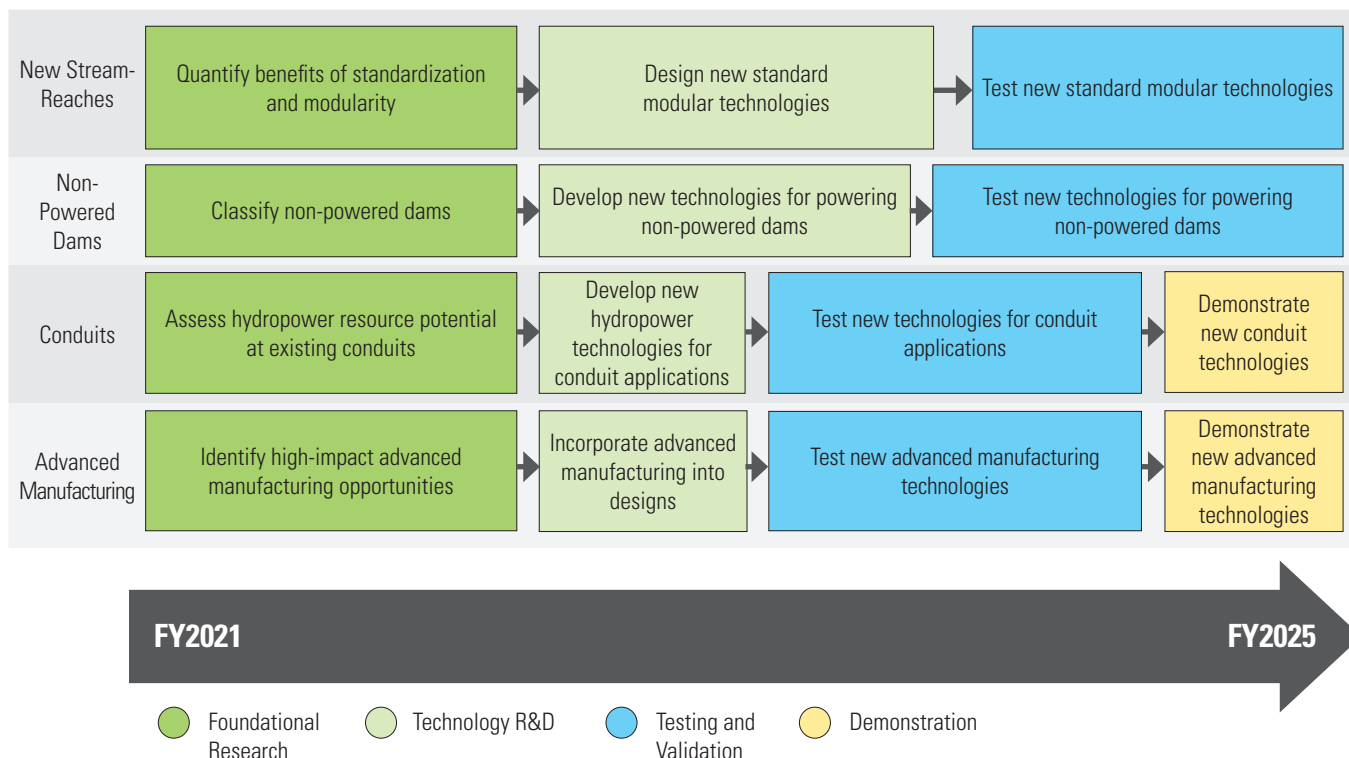 New Stream-
Reaches
Quantify benefits of standardization
and modularity
Design new standard
modular technologies
Test new standard modular technologies
Non-
Powered
Dams
Classify non-powered dams
Develop new technologies for powering
non-powered dams
Test new technologies for powering
non-powered dams
Conduits
Assess hydropower resource potential
at existing conduits
Develop new
hydropower
technologies for
conduit applications
Test new technologies for conduit
applications
Demonstrate
new conduit
technologies
Advanced
Manufacturing
Identify high-impact advanced
manufacturing opportunities
Incorporate advanced
manufacturing into
designs
Test new advanced manufacturing
technologies
Demonstrate
new advanced
manufacturing
technologies
FY2021
FY2025
Foundational
Research
Technology R&D
Testing and
Validation
Demonstration